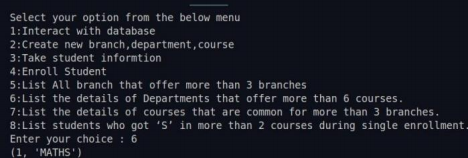 Select your option from the below menu
1:Interact with database
2:Create new branch,department,course
3:Take student informtion
4:Enroll Student
5:List All branch that offer more than 3 branches
6:List the details of Departments that offer more than 6 courses.
7:List the details of courses that are common for more than 3 branches.
8:List students who got ‘S’ in more than 2 courses during single enrollment.
Enter your choice : 6
(1, 'MATHS')